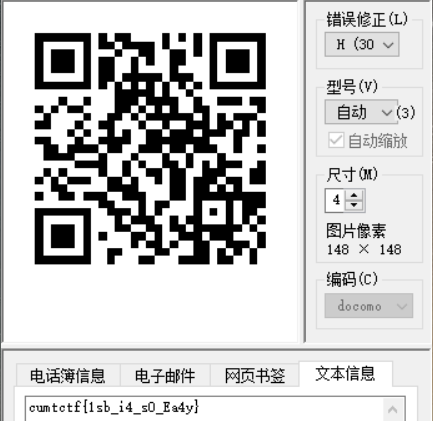 错误修正(L)
H (30
型号(V)
自动 (3)
自动缩放
尺寸(M)
4
图片像素
148 × 148
编码(C)
docomo
电话簿信息 电子邮件 网页书签 文本信息
cumtctf{1sb_i4_s0_Ea4y}